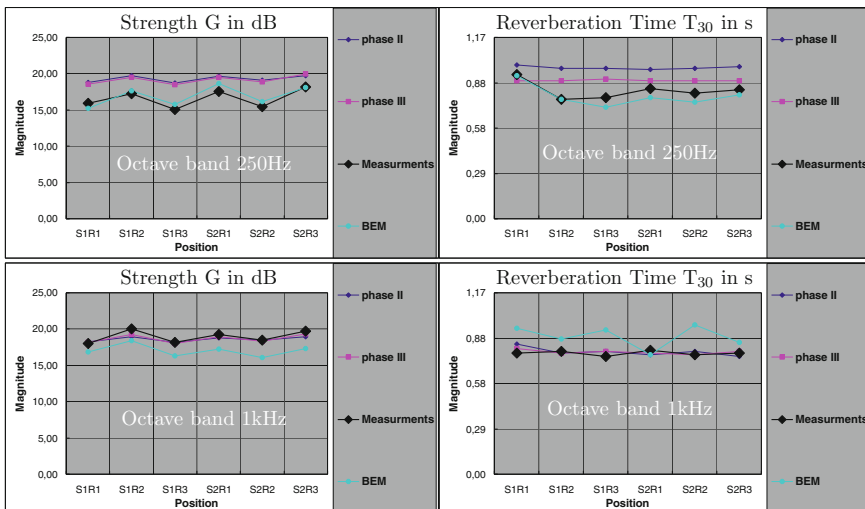 Strength G in dB
25,00
20,00
15,00
10,00
5,00
0,00
Magnitude
Octave band 250Hz
S1R1 S1R2 S1R3 S2R1 S2R2 S2R3
Position
phase II
phase III
Measurments
BEM
Reverberation Time T30 in s
1,17
0,88
0,58
0,29
0,00
Magnitude
Octave band 250Hz
S1R1 S1R2 S1R3 S2R1 S2R2 S2R3
Position
phase II
phase III
Measurments
BEM
Strength G in dB
25,00
20,00
15,00
10,00
5,00
0,00
Magnitude
Octave band 1kHz
S1R1 S1R2 S1R3 S2R1 S2R2 S2R3
Position
phase II
phase III
Measurments
BEM
Reverberation Time T30 in s
1,17
0,88
0,58
0,29
0,00
Magnitude
Octave band 1kHz
S1R1 S1R2 S1R3 S2R1 S2R2 S2R3
Position
phase II
phase III
Measurments
BEM